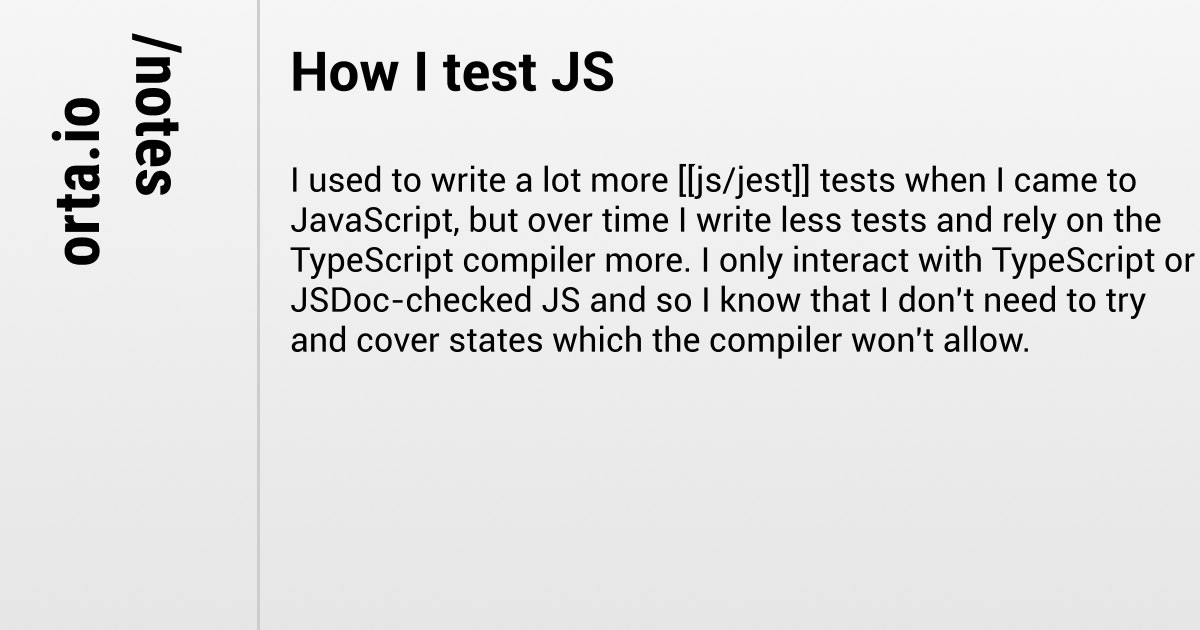 orta.io
/notes
How I test JS
I used to write a lot more [[js/jest]] tests when I came to
JavaScript, but over time I write less tests and rely on the
TypeScript compiler more. I only interact with TypeScript or
JSDoc-checked JS and so I know that I don't need to try
and cover states which the compiler won't allow.